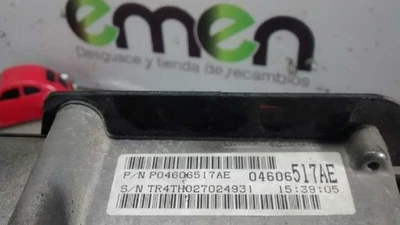 emen
Desguace y tienda de recambios
P/N P04606517AE 04606517AE
S/N TR4TH027024931 15:39:05